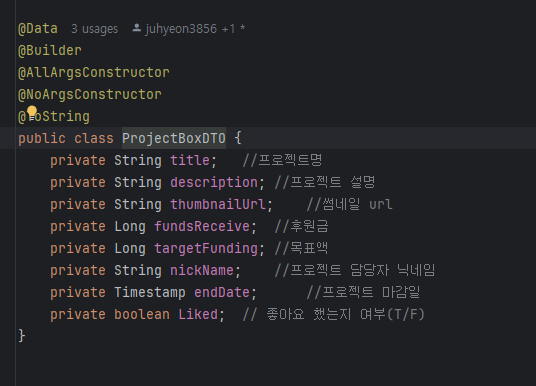 @Data 3 usages juhyeon3856 +1 *
@Builder
@AllArgsConstructor
@NoArgsConstructor
@ToString
public class ProjectBoxDTO {
private String title; //프로젝트명
private String description; //프로젝트 설명
private String thumbnailUrl; //썸네일 url
private Long fundsReceive; //후원금
private Long targetFunding; //목표액
private String nickName; //프로젝트 담당자 닉네임
private Timestamp endDate; //프로젝트 마감일
private boolean Liked; // 좋아요 했는지 여부(T/F)
}